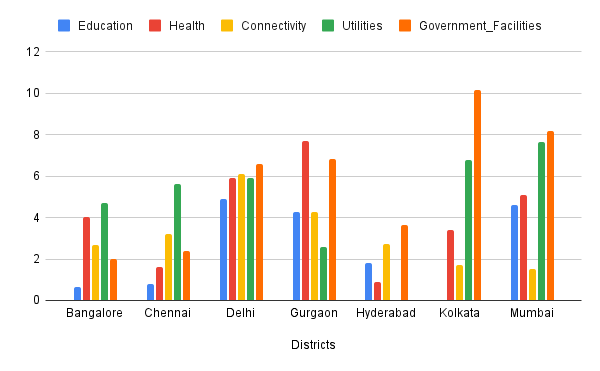 Education Health Connectivity Utilities Government_Facilities
12
10
8
6
4
2
0
Bangalore Chennai Delhi Gurgaon Hyderabad Kolkata Mumbai
Districts